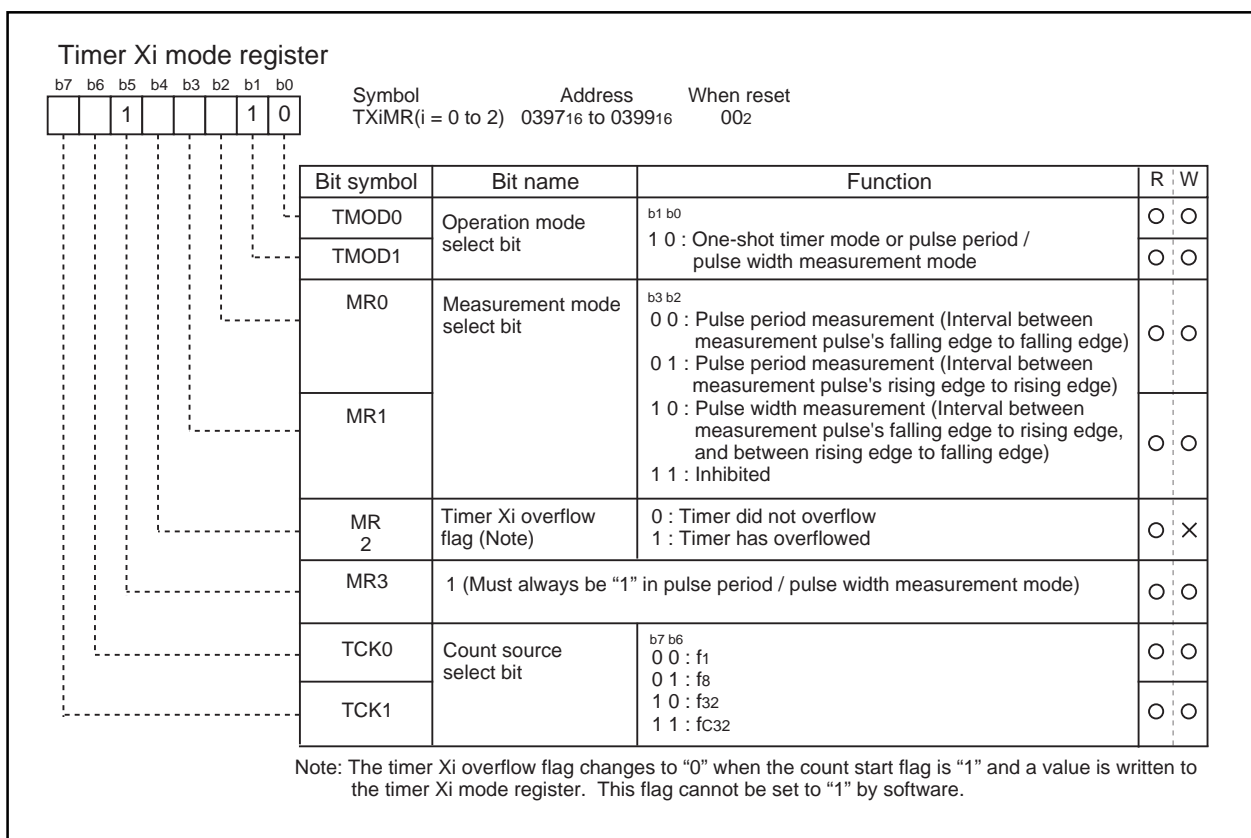 Timer Xi mode register
b7 b6 b5 b4 b3 b2 b1 b0
1 1 0
Symbol Address When reset
TXiMR(i = 0 to 2) 039716 to 039916 002
Bit symbol Bit name Function R W
TMOD0 Operation mode select bit b1 b0
1 0 : One-shot timer mode or pulse period /
pulse width measurement mode
TMOD1
MR0 Measurement mode select bit b3 b2
0 0 : Pulse period measurement (Interval between
measurement pulse's falling edge to falling edge)
0 1 : Pulse period measurement (Interval between
measurement pulse's rising edge to rising edge)
MR1 1 0 : Pulse width measurement (Interval between
measurement pulse's falling edge to rising edge,
and between rising edge to falling edge)
1 1 : Inhibited
MR
2
Timer Xi overflow
flag (Note)
0 : Timer did not overflow
1 : Timer has overflowed
MR3 1 (Must always be “1” in pulse period / pulse width measurement mode)
TCK0 Count source
select bit
b7 b6
0 0 : f1
0 1 : f8
TCK1 1 0 : f32
1 1 : fC32
Note: The timer Xi overflow flag changes to “0” when the count start flag is “1” and a value is written to
the timer Xi mode register. This flag cannot be set to “1” by software.